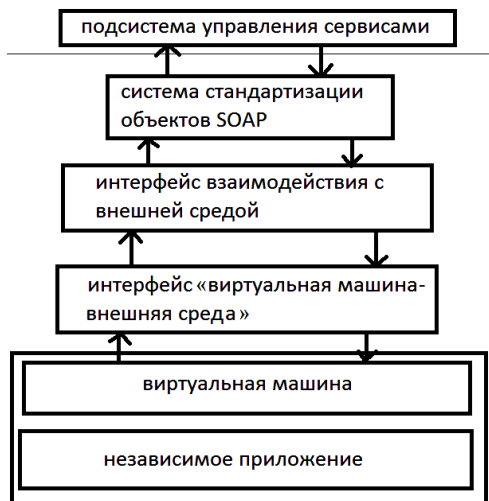 подсистема управления сервисами
система стандартизации
объектов SOAP
интерфейс взаимодействия с
внешней средой
интерфейс «виртуальная машина-
внешняя среда»
виртуальная машина
независимое приложение